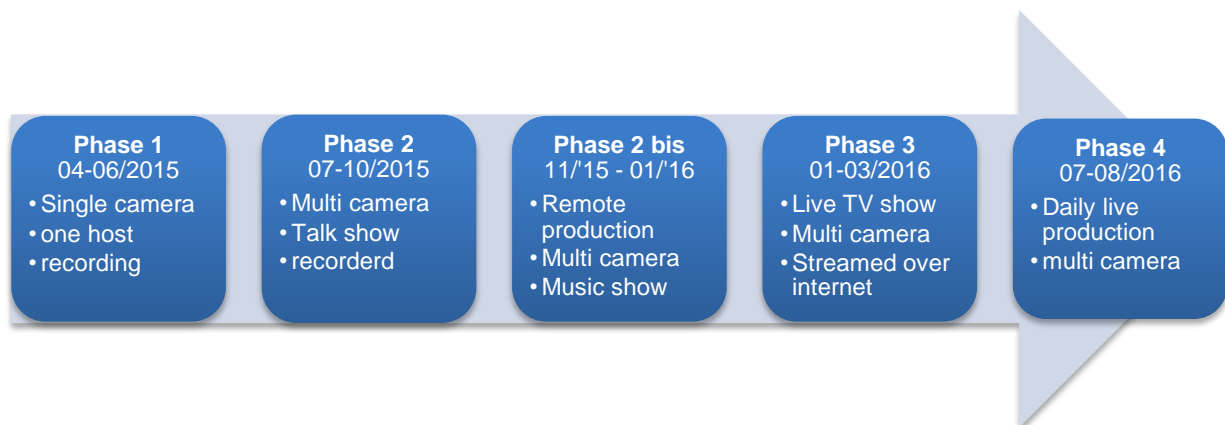 Phase 1
04-06/2015
• Single camera
• one host
• recording
Phase 2
07-10/2015
• Multi camera
• Talk show
• recorderd
Phase 2 bis
11/'15 - 01/'16
• Remote
production
• Multi camera
• Music show
Phase 3
01-03/2016
• Live TV show
• Multi camera
• Streamed over
internet
Phase 4
07-08/2016
• Daily live
production
• multi camera